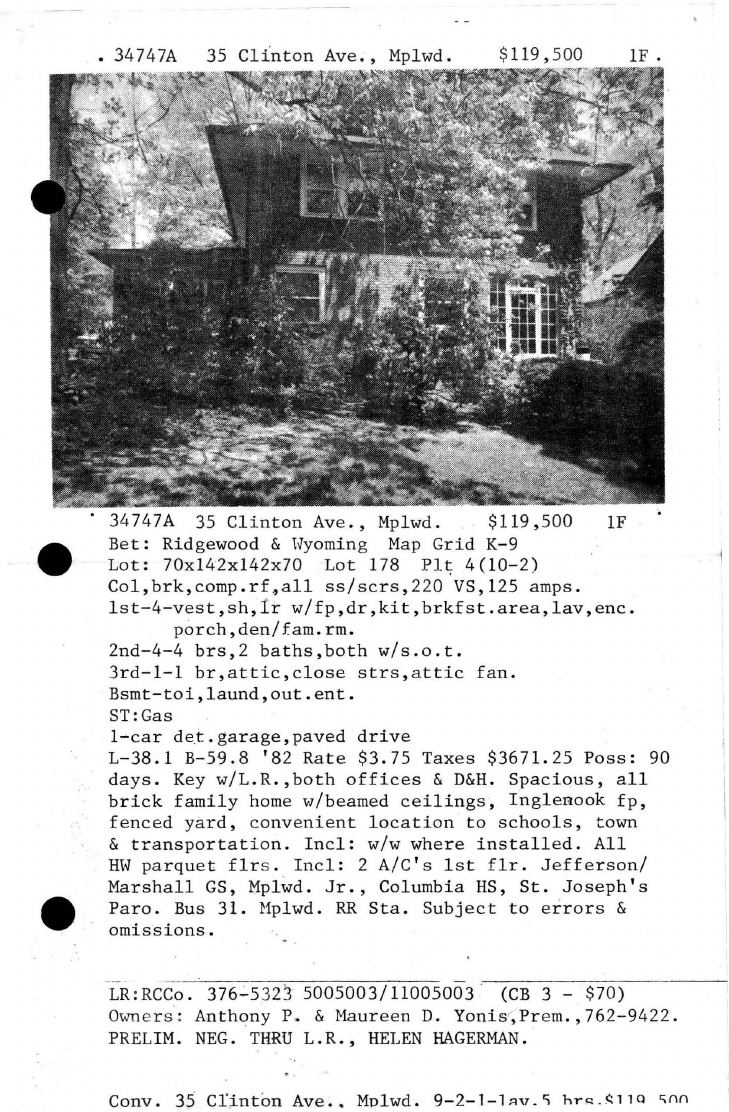 34747A 35 Clinton Ave., Mplwd. $119,500 1F
34747A 35 Clinton Ave., Mplwd. $119,500 1F
Bet: Ridgewood & Wyoming Map Grid K-9
Lot: 70x142x142x70 Lot 178 Plt 4(10-2)
Col,brk,comp.rf,all ss/scrs,220 VS,125 amps.
1st-4-vest,sh,lr w/fp,dr,kit,brkfst.area,lav,enc.
porch,den/fam.rm.
2nd-4-4 brs,2 baths,both w/s.o.t.
3rd-1-1 br,attic,close strs,attic fan.
Bsmt-toi,laund,out.ent.
ST:Gas
1-car det.garage,paved drive
L-38.1 B-59.8 '82 Rate $3.75 Taxes $3671.25 Poss: 90
days. Key w/L.R.,both offices & D&H. Spacious, all
brick family home w/beamed ceilings, Inglenook fp,
fenced yard, convenient location to schools, town
& transportation. Incl: w/w where installed. All
HW parquet flrs. Incl: 2 A/C's 1st flr. Jefferson/
Marshall GS, Mplwd. Jr., Columbia HS, St. Joseph's
Paro. Bus 31. Mplwd. RR Sta. Subject to errors &
omissions.
LR:RCCo. 376-5323 5005003/11005003 (CB 3 - $70)
Owners: Anthony P. & Maureen D. Yonis,Prem.,762-9422.
PRELIM. NEG. THRU L.R., HELEN HAGERMAN.
Conv. 35 Clinton Ave., Mplwd. 9-2-1-lav.5 brs.$119,500